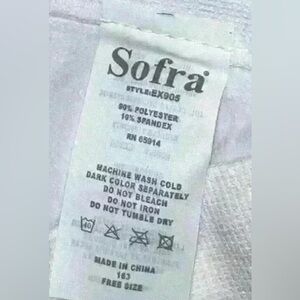 Sofra
STYLE:EX905
90% POLYESTER
10% SPANDEX
RN 65914
MACHINE WASH COLD
DARK COLOR SEPARATELY
DO NOT BLEACH
DO NOT IRON
DO NOT TUMBLE DRY
40
MADE IN CHINA
163
FREE SIZE